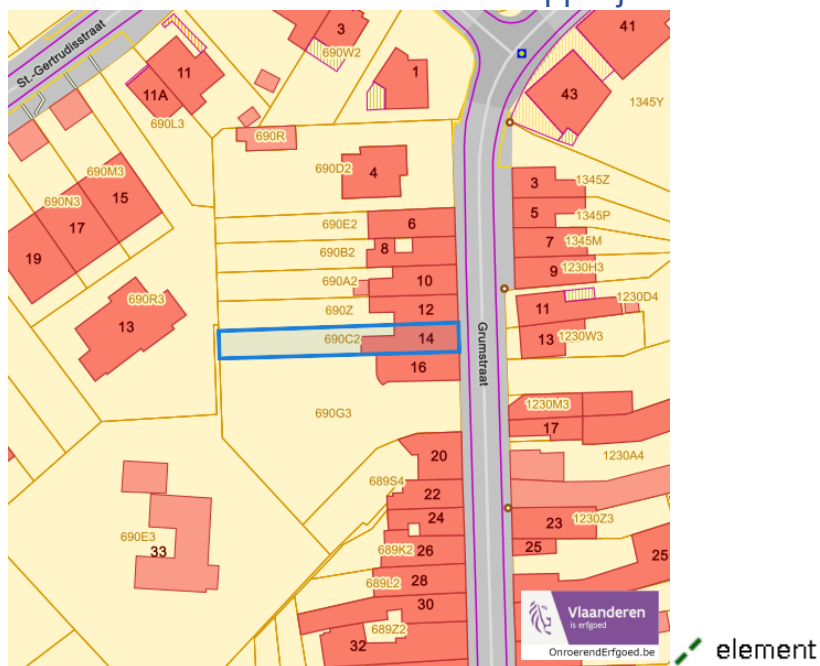 St.-Gertrudisstraat
3
690W2
41
11
1
11A
43
1345Y
690L3
690R
690D2
4
3
1345Z
690M3
15
5
1345P
690N3
17
690E2
6
7
1345M
19
690B2
8
9
1230H3
690A2
10
690R3
690Z
12
11
1230D4
13
690C2
14
13
1230W3
Grumstraat
16
690G3
1230M3
17
20
1230A4
689S4
22
24
23
1230Z3
690E3
33
689K2
26
25
25
689L2
28
30
689Z2
32
Vlaanderen
is erfgoed
OnroerendErfgoed.be
element